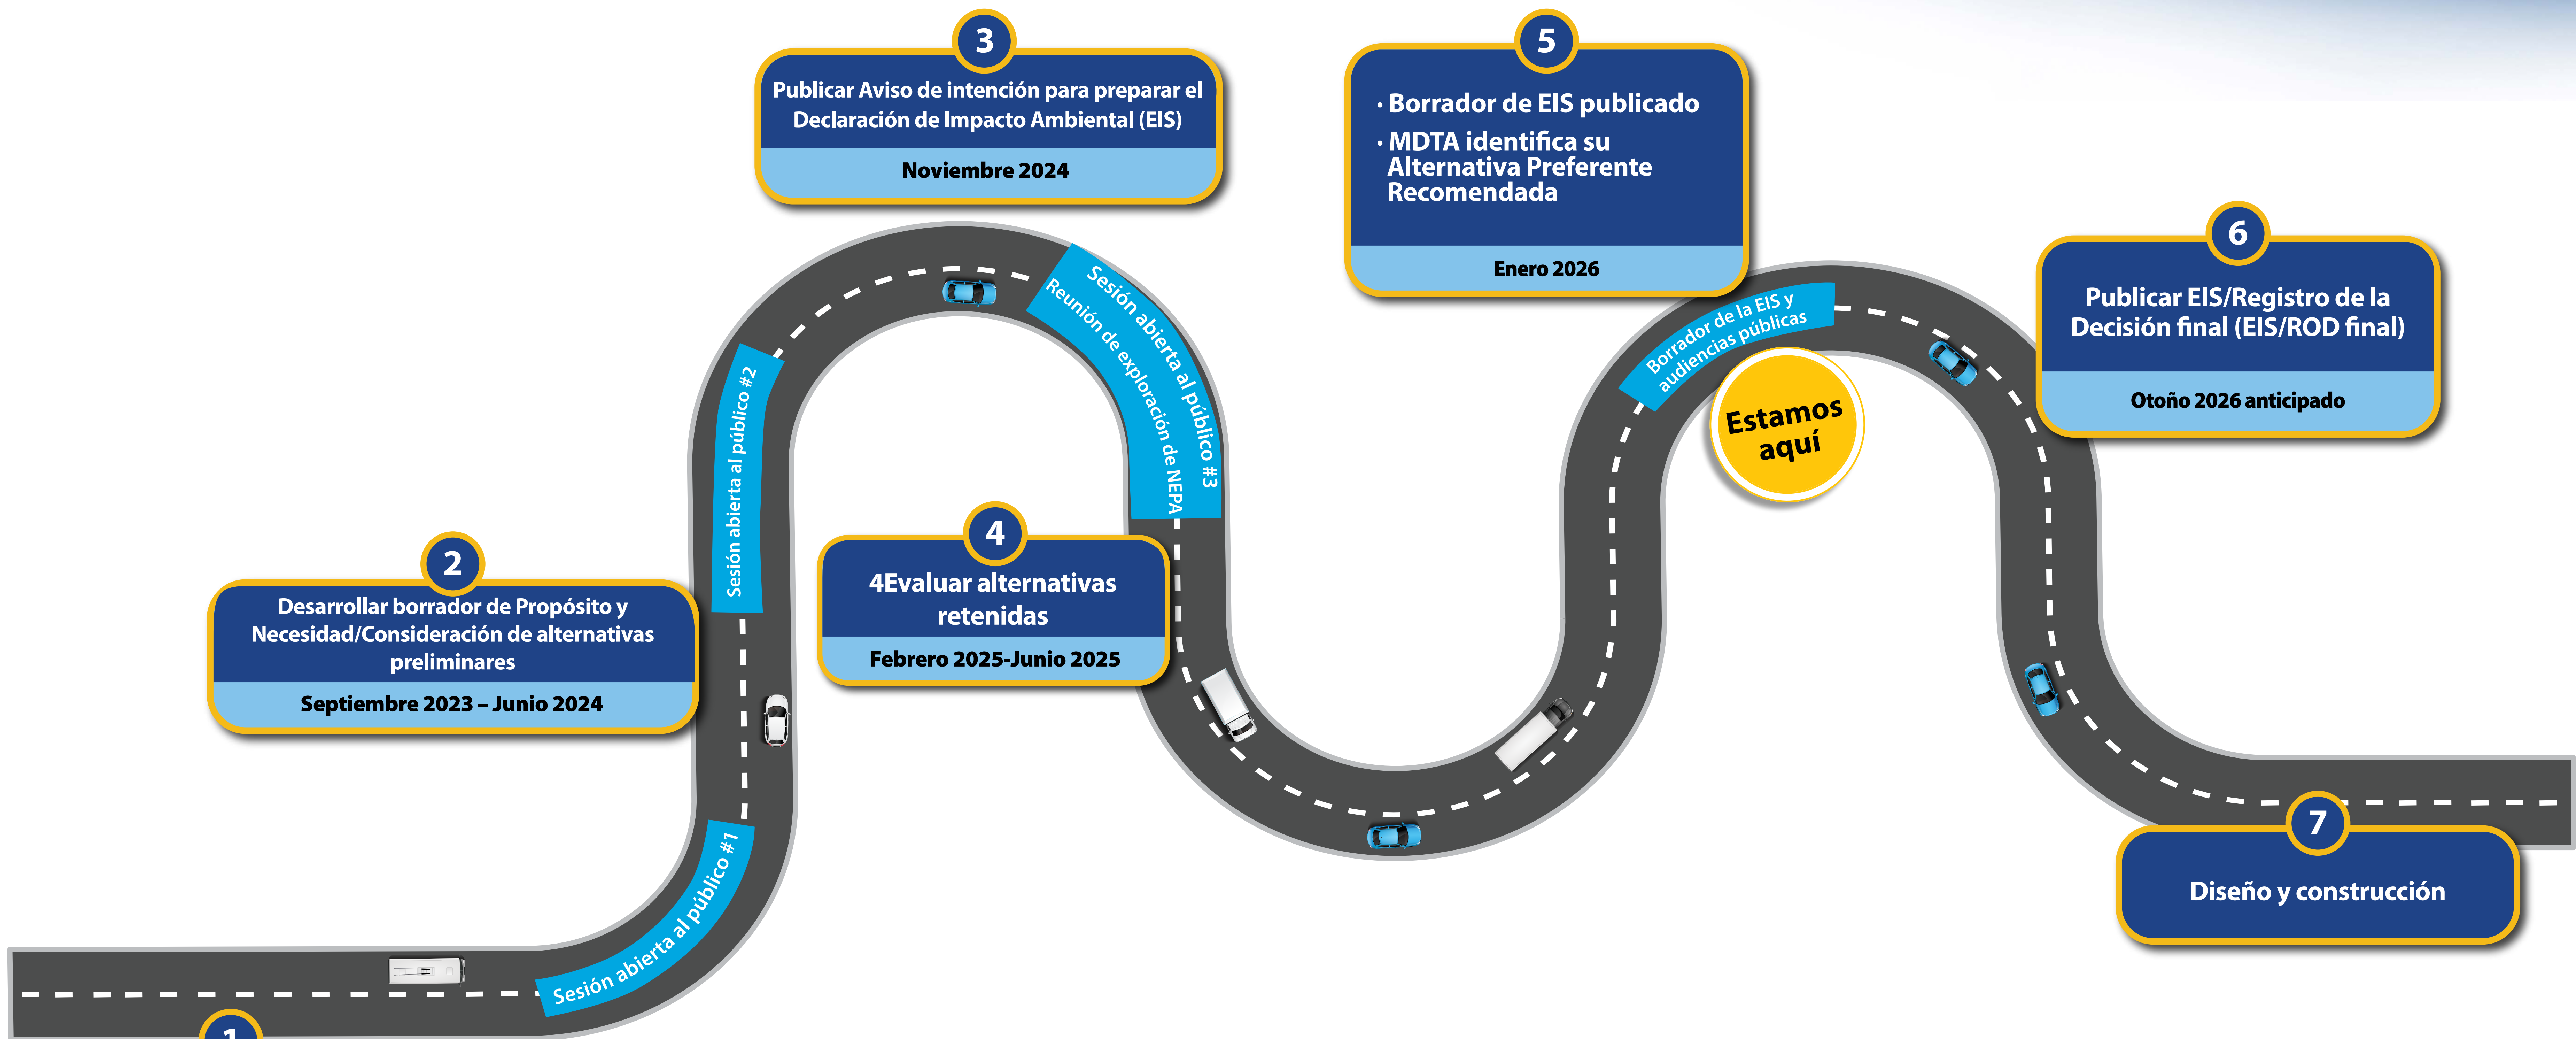 1
Sesión abierta al público #1
2
Desarrollar borrador de Propósito y
Necesidad/Consideración de alternativas
preliminares
Septiembre 2023 – Junio 2024
Sesión abierta al público #2
3
Publicar Aviso de intención para preparar el
Declaración de Impacto Ambiental (EIS)
Noviembre 2024
Sesión abierta al público #3
Reunión de exploración de NEPA
4
4Evaluar alternativas
retenidas
Febrero 2025-Junio 2025
5
· Borrador de EIS publicado
· MDTA identifica su
Alternativa Preferente
Recomendada
Enero 2026
Borrador de la EIS y
audiencias públicas
Estamos
aquí
6
Publicar EIS/Registro de la
Decisión final (EIS/ROD final)
Otoño 2026 anticipado
7
Diseño y construcción